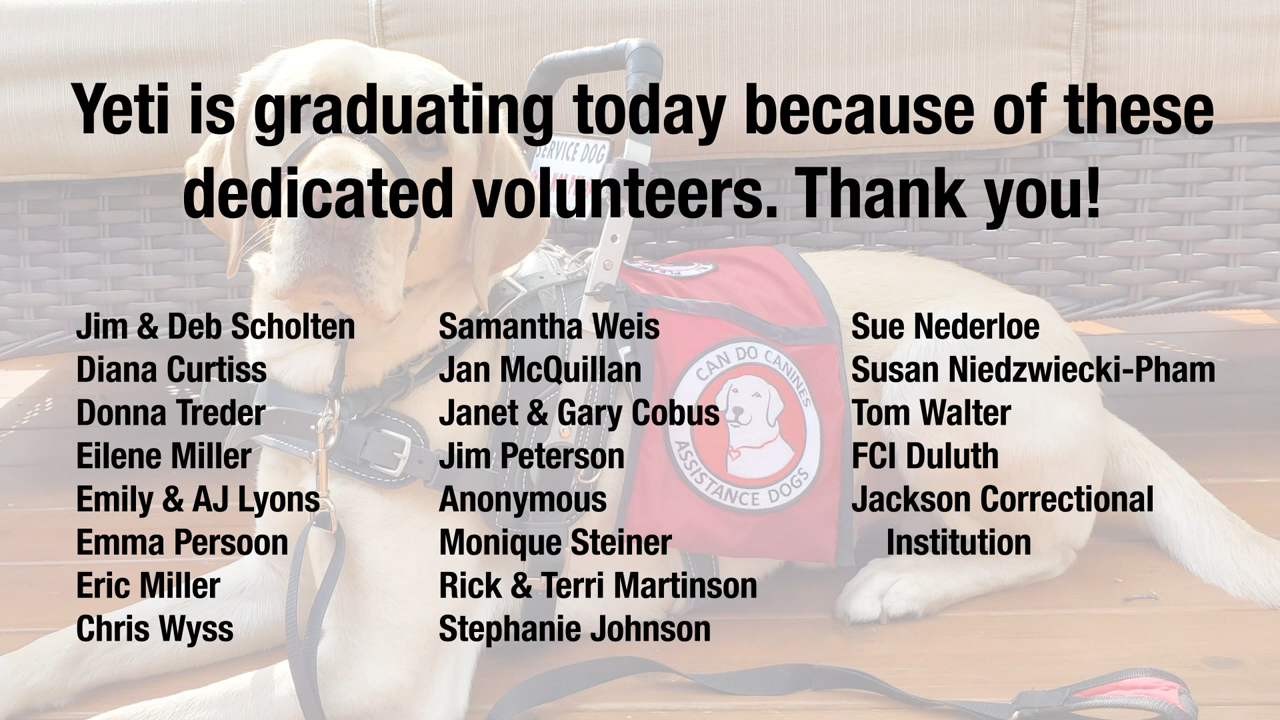 Yeti is graduating today because of these
dedicated volunteers. Thank you!
SERVICE DOG
Jim & Deb Scholten
Diana Curtiss
Donna Treder
Eilene Miller
Emily & AJ Lyons
Emma Persoon
Eric Miller
Chris Wyss
Samantha Weis
Jan McQuillan
Janet & Gary Cobus
Jim Peterson
Anonymous
Monique Steiner
Rick & Terri Martinson
Stephanie Johnson
Sue Nederloe
Susan Niedzwiecki-Pham
Tom Walter
FCI Duluth
Jackson Correctional
Institution
CAN DO CANINES
ASSISTANCE DOGS